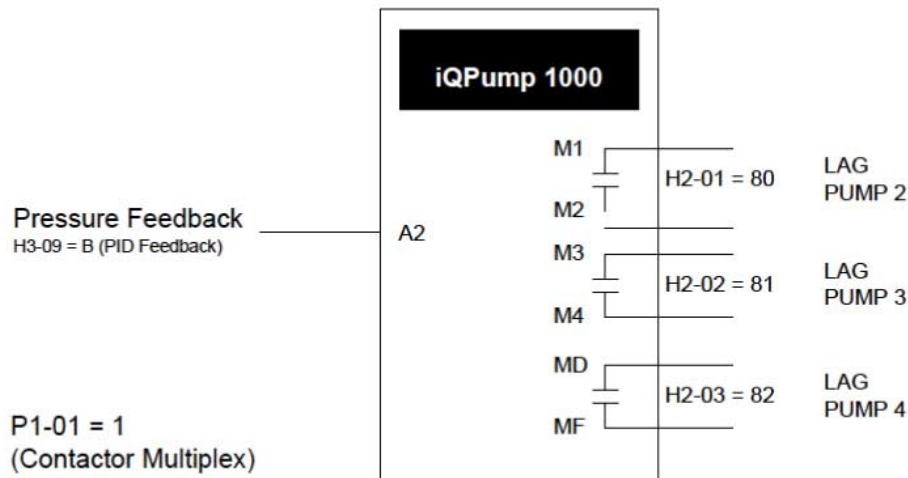 iQPump 1000
M1
H2-01 = 80
LAG
PUMP 2
M2
Pressure Feedback
H3-09 = B (PID Feedback)
A2
M3
H2-02 = 81
LAG
PUMP 3
M4
MD
H2-03 = 82
LAG
PUMP 4
MF
P1-01 = 1
(Contactor Multiplex)